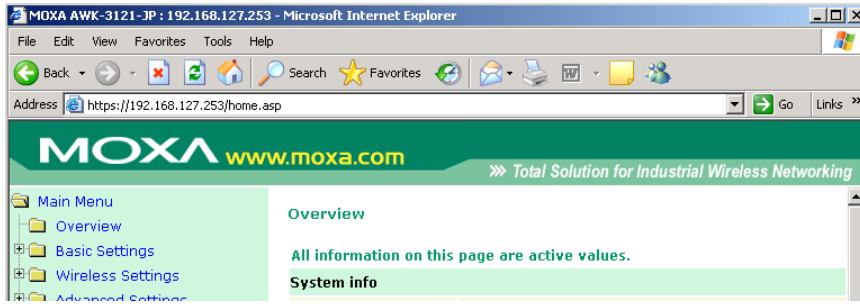 MOXA AWK-3121-JP : 192.168.127.253 - Microsoft Internet Explorer
File Edit View Favorites Tools Help
Back Search Favorites
Address https://192.168.127.253/home.asp Go Links »
MOXA www.moxa.com
Total Solution for Industrial Wireless Networking
Main Menu
Overview
Basic Settings
Wireless Settings
Advanced Settings
Overview
All information on this page are active values.
System info